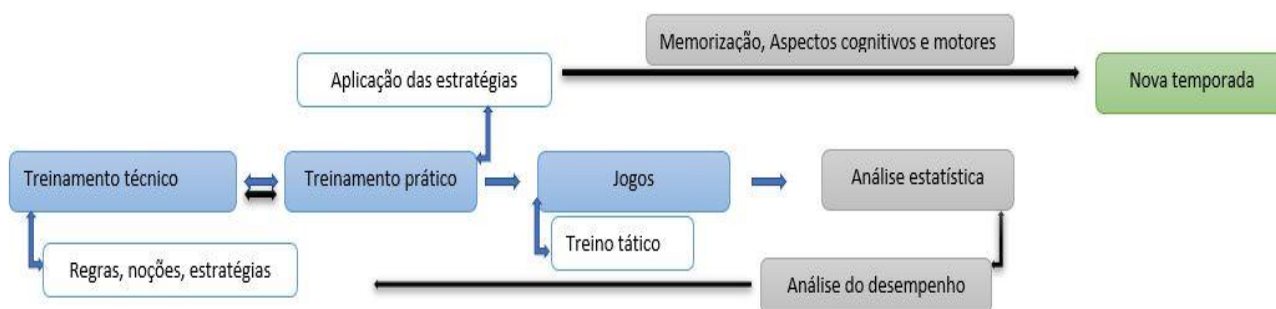 Memorização, Aspectos cognitivos e motores
Aplicação das estratégias
Nova temporada
Treinamento técnico
Treinamento prático
Jogos
Análise estatística
Treino tático
Regras, noções, estratégias
Análise do desempenho